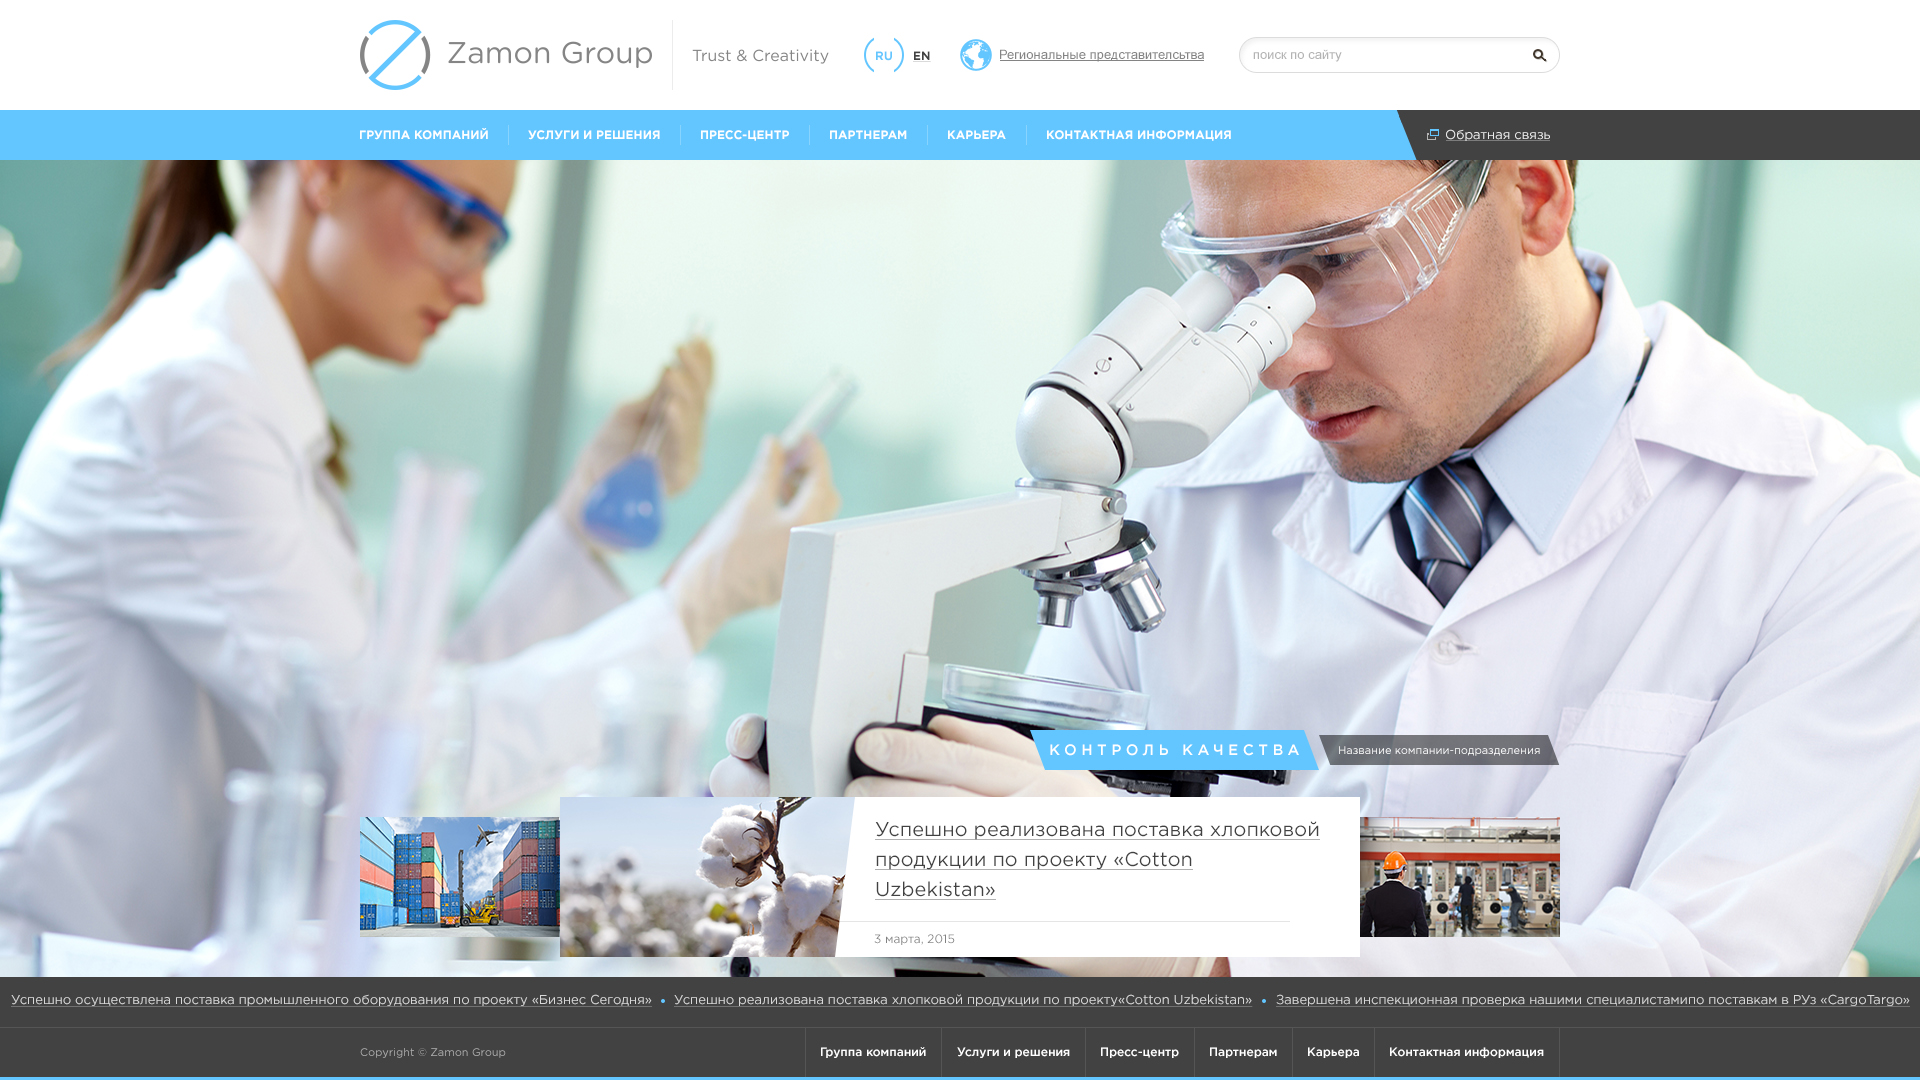 Zamon Group
Trust & Creativity
RU
EN
Региональные представителсьтва
поиск по сайту
ГРУППА КОМПАНИЙ
УСЛУГИ И РЕШЕНИЯ
ПРЕСС-ЦЕНТР
ПАРТНЕРАМ
КАРЬЕРА
КОНТАКТНАЯ ИНФОРМАЦИЯ
Обратная связь
КОНТРОЛЬ КАЧЕСТВА
Название компании-подразделения
Успешно реализована поставка хлопковой
продукции по проекту «Cotton
Uzbekistan»
3 марта, 2015
Успешно осуществлена поставка промышленного оборудования по проекту «Бизнес Сегодня»
Успешно реализована поставка хлопковой продукции по проекту«Cotton Uzbekistan»
Завершена инспекционная проверка нашими специалистамипо поставкам в РУз «CargoTargo»
Copyright © Zamon Group
Группа компаний
Услуги и решения
Пресс-центр
Партнерам
Карьера
Контактная информация